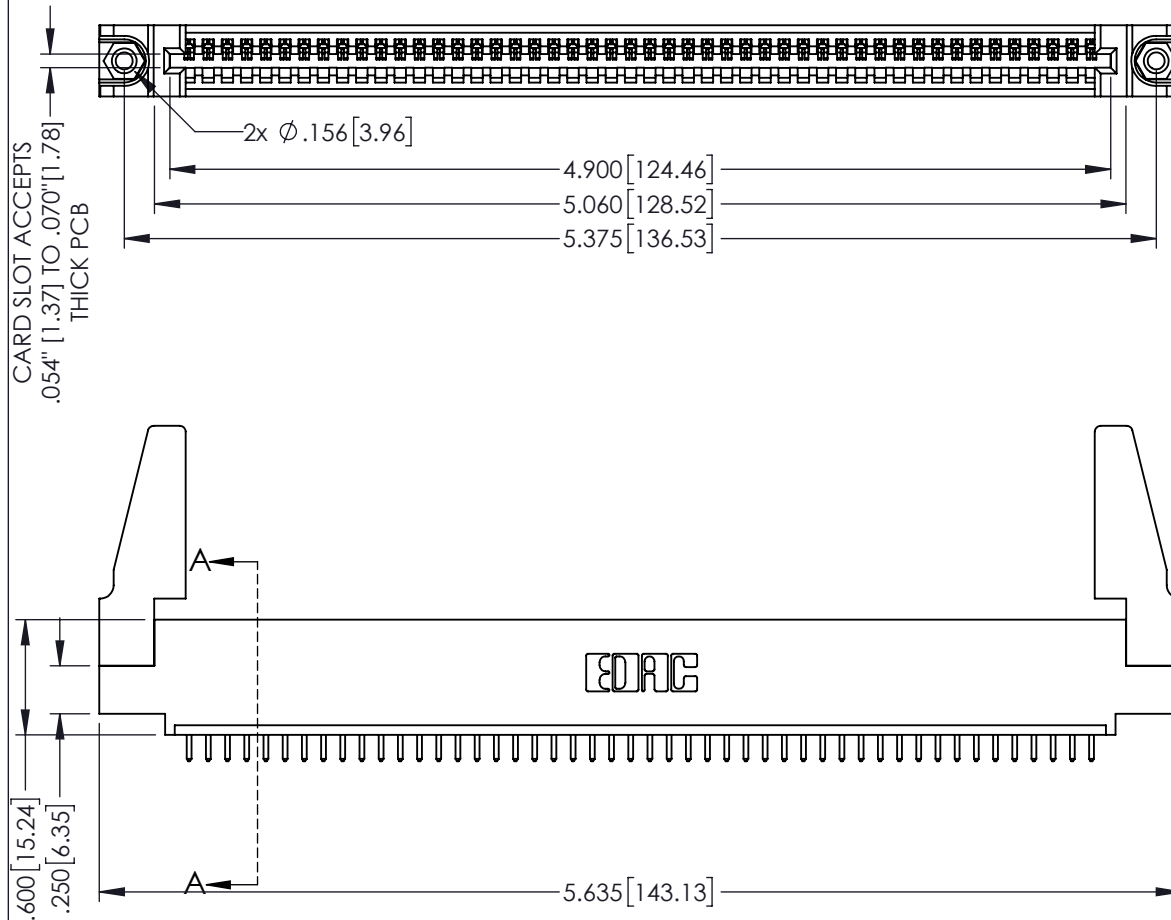 2x Ø .156[3.96]
4.900[124.46]
5.060[128.52]
5.375[136.53]
CARD SLOT ACCEPTS
.054" [1.37] TO .070"[1.78]
THICK PCB
A
EDAC
.600[15.24]
.250[6.35]
A
5.635[143.13]